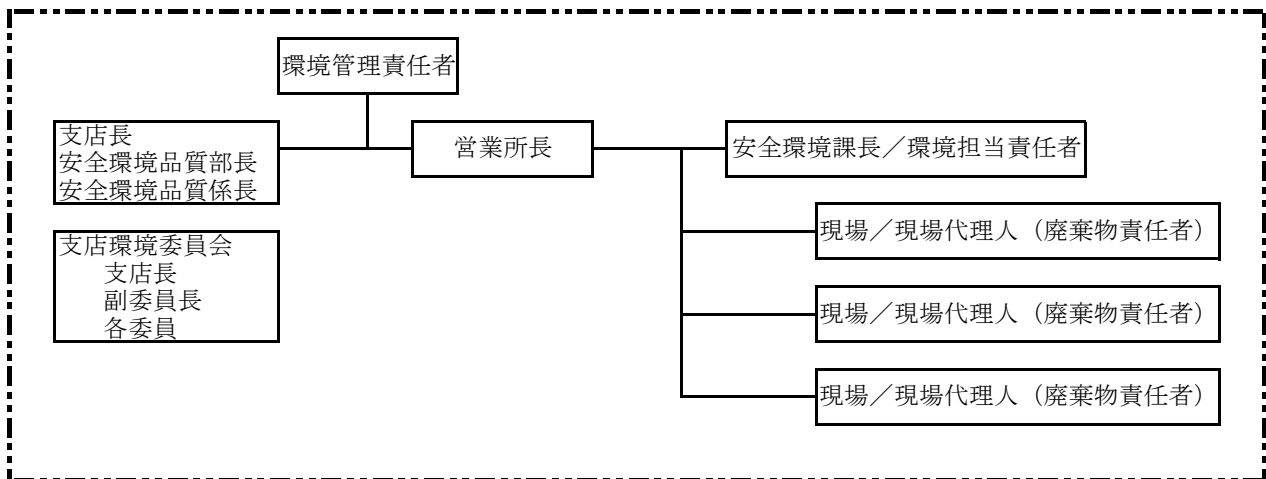 環境管理責任者
支店長
安全環境品質部長
安全環境品質係長
営業所長
安全環境課長／環境担当責任者
現場／現場代理人（廃棄物責任者）
支店環境委員会
支店長
副委員長
各委員
現場／現場代理人（廃棄物責任者）
現場／現場代理人（廃棄物責任者）